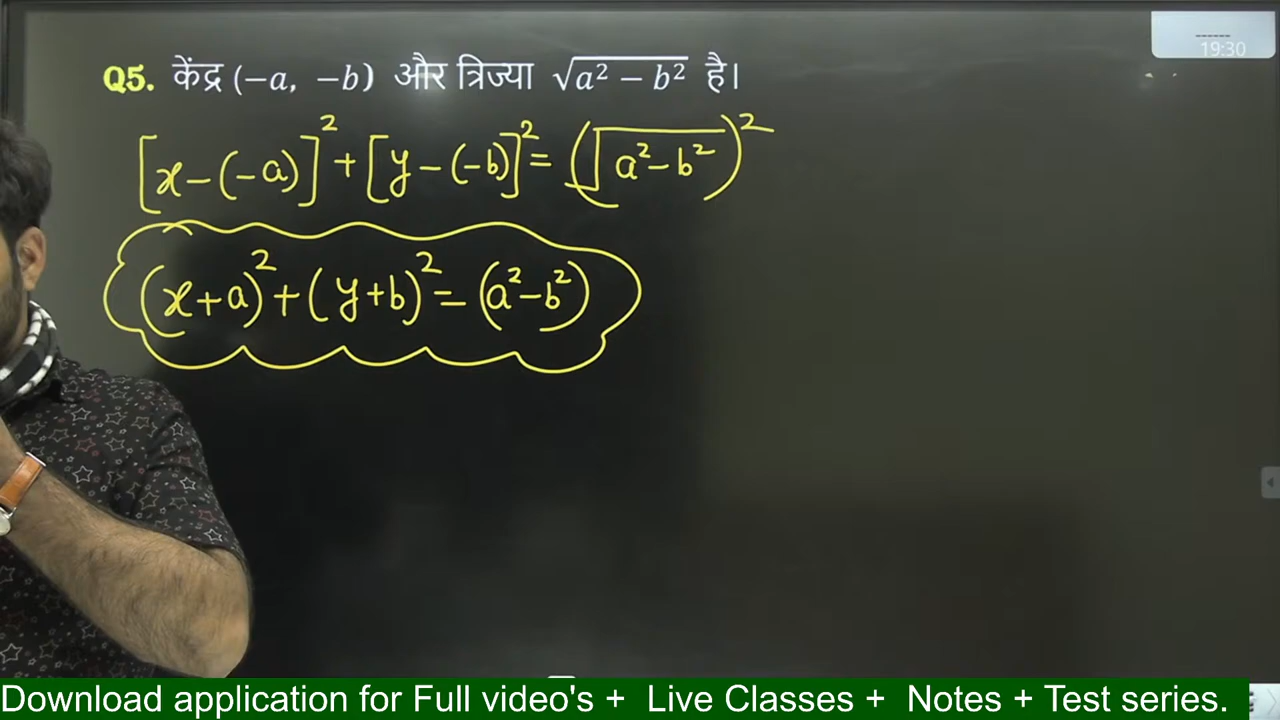 19:30
Q5. केंद्र (−a, −b) और त्रिज्या √(a² − b²) है।
[x−(−a)]² + [y−(−b)]² = (√(a²−b²))²
(x+a)² + (y+b)² = (a²−b²)
Download application for Full video's + Live Classes + Notes + Test series.